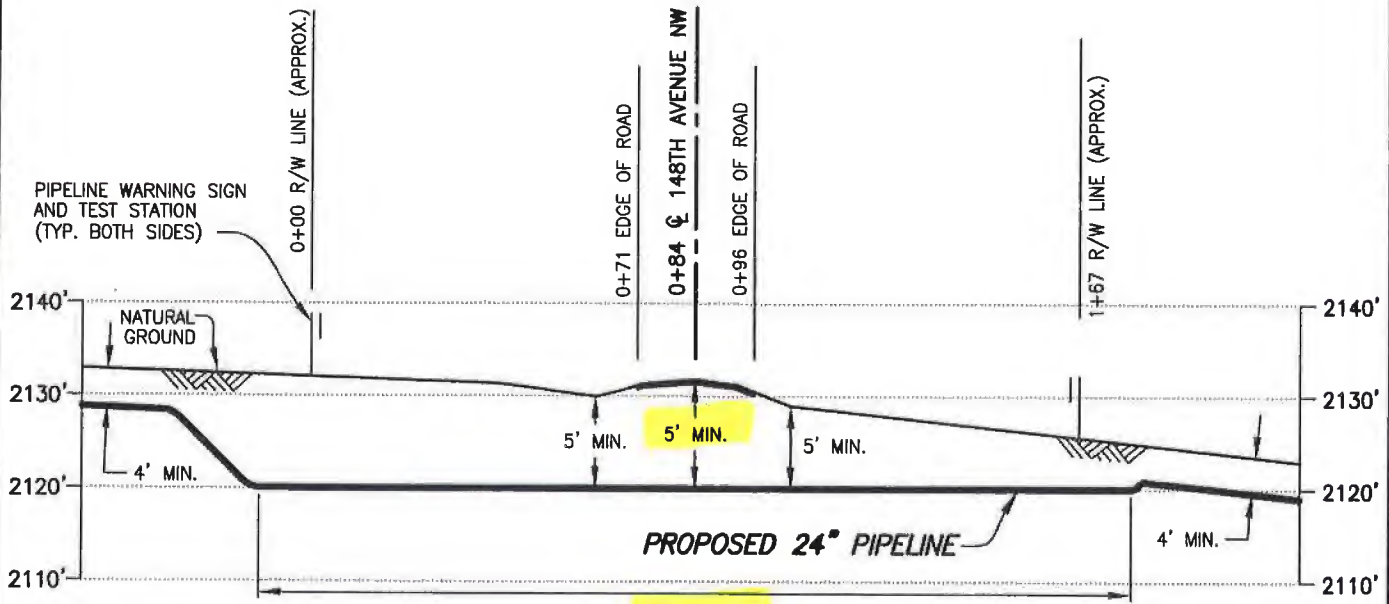 0+00 R/W LINE (APPROX.)
0+71 EDGE OF ROAD
0+84 ℄ 148TH AVENUE NW
0+96 EDGE OF ROAD
1+67 R/W LINE (APPROX.)
PIPELINE WARNING SIGN
AND TEST STATION
(TYP. BOTH SIDES)
2140'
2140'
NATURAL
GROUND
2130'
2130'
5' MIN.
5' MIN.
5' MIN.
4' MIN.
2120'
2120'
PROPOSED 24" PIPELINE
4' MIN.
2110'
2110'